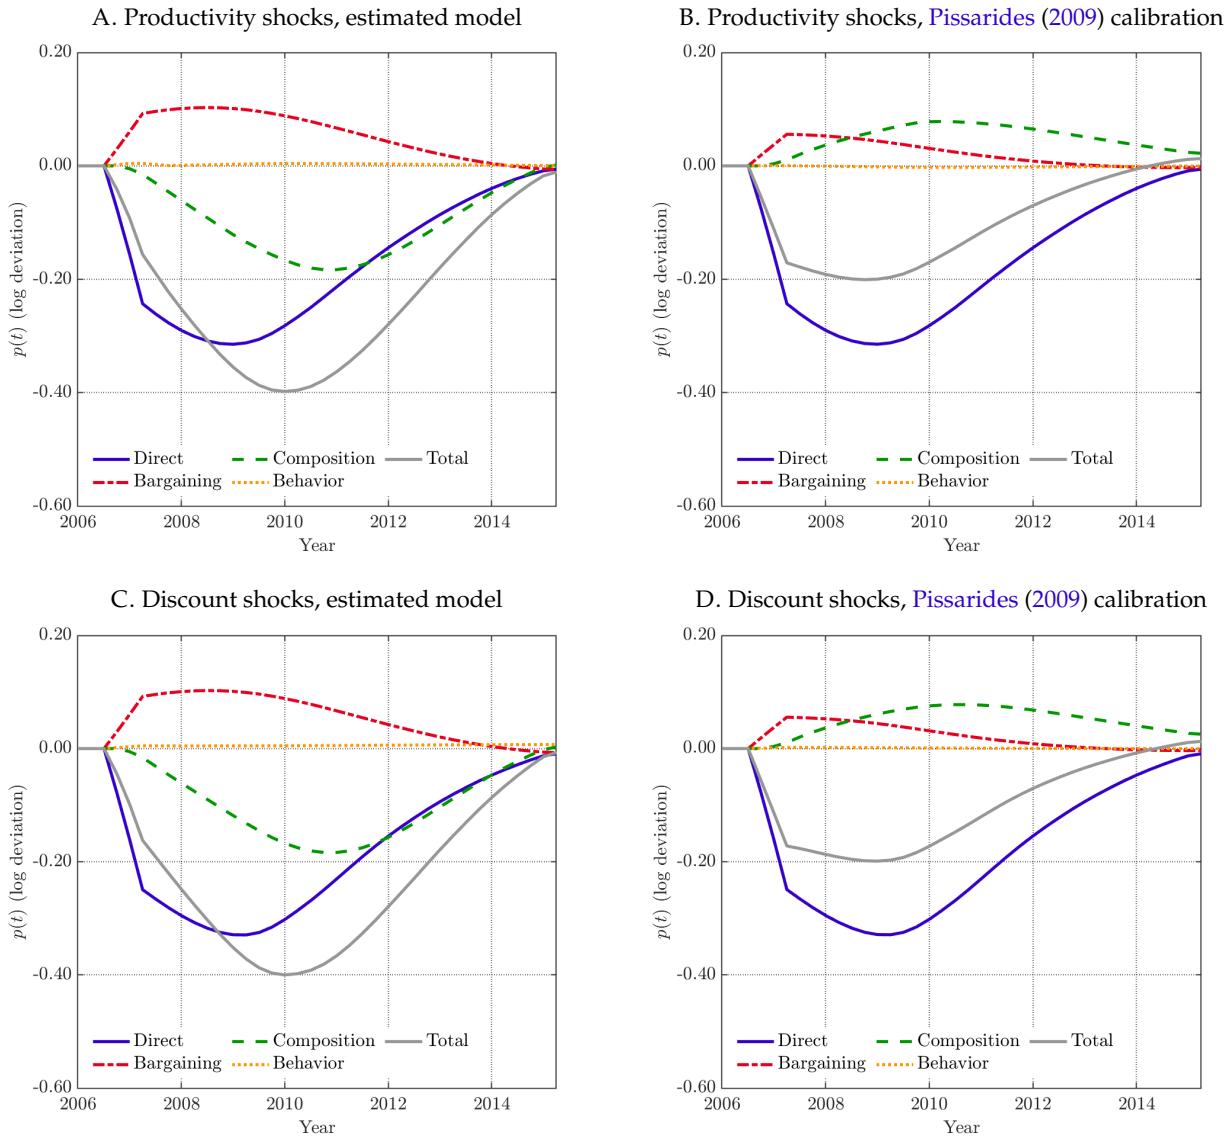 A. Productivity shocks, estimated model
0.20
0.00
-0.20
-0.40
-0.60
p(t) (log deviation)
Direct
Composition
Total
Bargaining
Behavior
2006
2008
2010
2012
2014
Year
B. Productivity shocks, Pissarides (2009) calibration
0.20
0.00
-0.20
-0.40
-0.60
p(t) (log deviation)
Direct
Composition
Total
Bargaining
Behavior
2006
2008
2010
2012
2014
Year
C. Discount shocks, estimated model
0.20
0.00
-0.20
-0.40
-0.60
p(t) (log deviation)
Direct
Composition
Total
Bargaining
Behavior
2006
2008
2010
2012
2014
Year
D. Discount shocks, Pissarides (2009) calibration
0.20
0.00
-0.20
-0.40
-0.60
p(t) (log deviation)
Direct
Composition
Total
Bargaining
Behavior
2006
2008
2010
2012
2014
Year